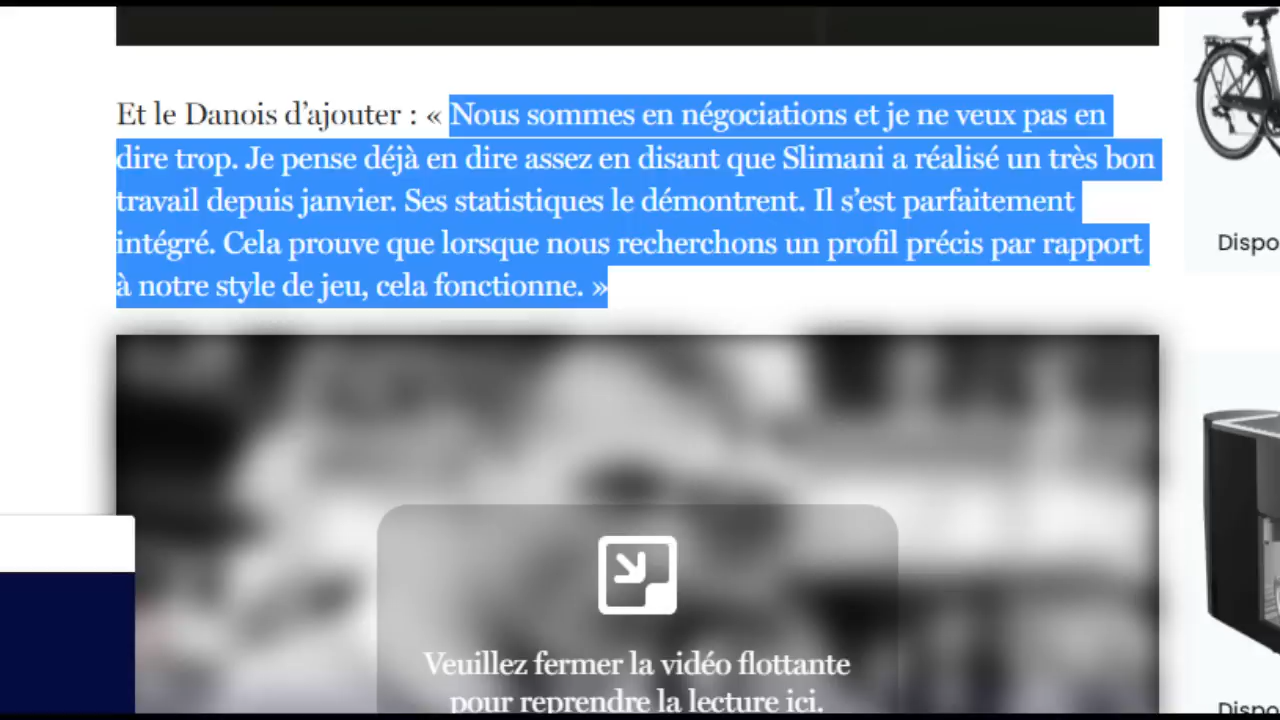 Et le Danois d’ajouter : « Nous sommes en négociations et je ne veux pas en
dire trop. Je pense déjà en dire assez en disant que Slimani a réalisé un très bon
travail depuis janvier. Ses statistiques le démontrent. Il s’est parfaitement
intégré. Cela prouve que lorsque nous recherchons un profil précis par rapport
à notre style de jeu, cela fonctionne. »
Dispo
Veuillez fermer la vidéo flottante
pour reprendre la lecture ici.
Dispo